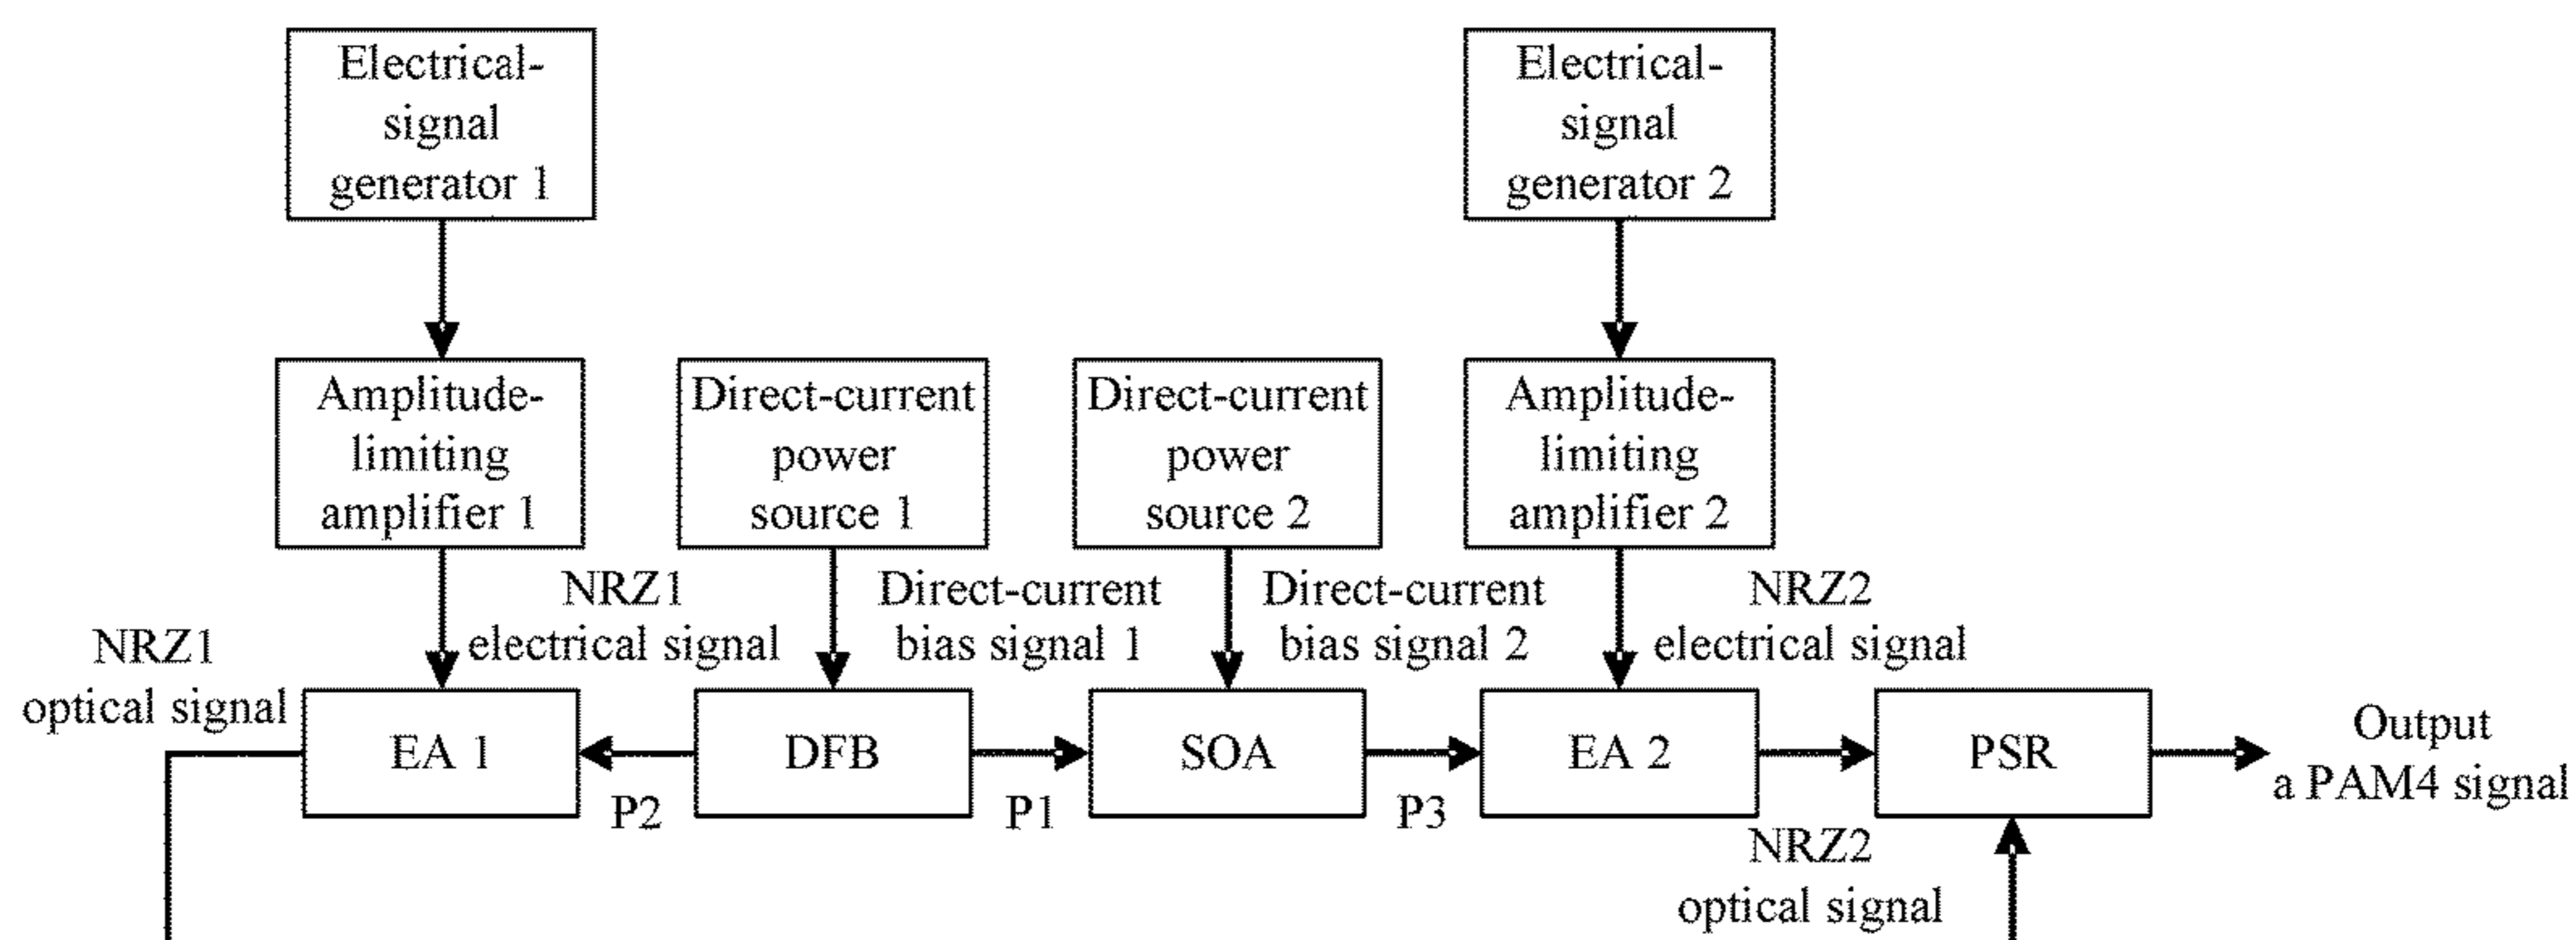 Electrical-
signal
generator 1
Electrical-
signal
generator 2
Amplitude-
limiting
amplifier 1
Direct-current
power
source 1
Direct-current
power
source 2
Amplitude-
limiting
amplifier 2
NRZ1
optical signal
NRZ1
electrical signal
Direct-current
bias signal 1
Direct-current
bias signal 2
NRZ2
electrical signal
EA 1
P2
DFB
P1
SOA
P3
EA 2
NRZ2
optical signal
PSR
Output
a PAM4 signal